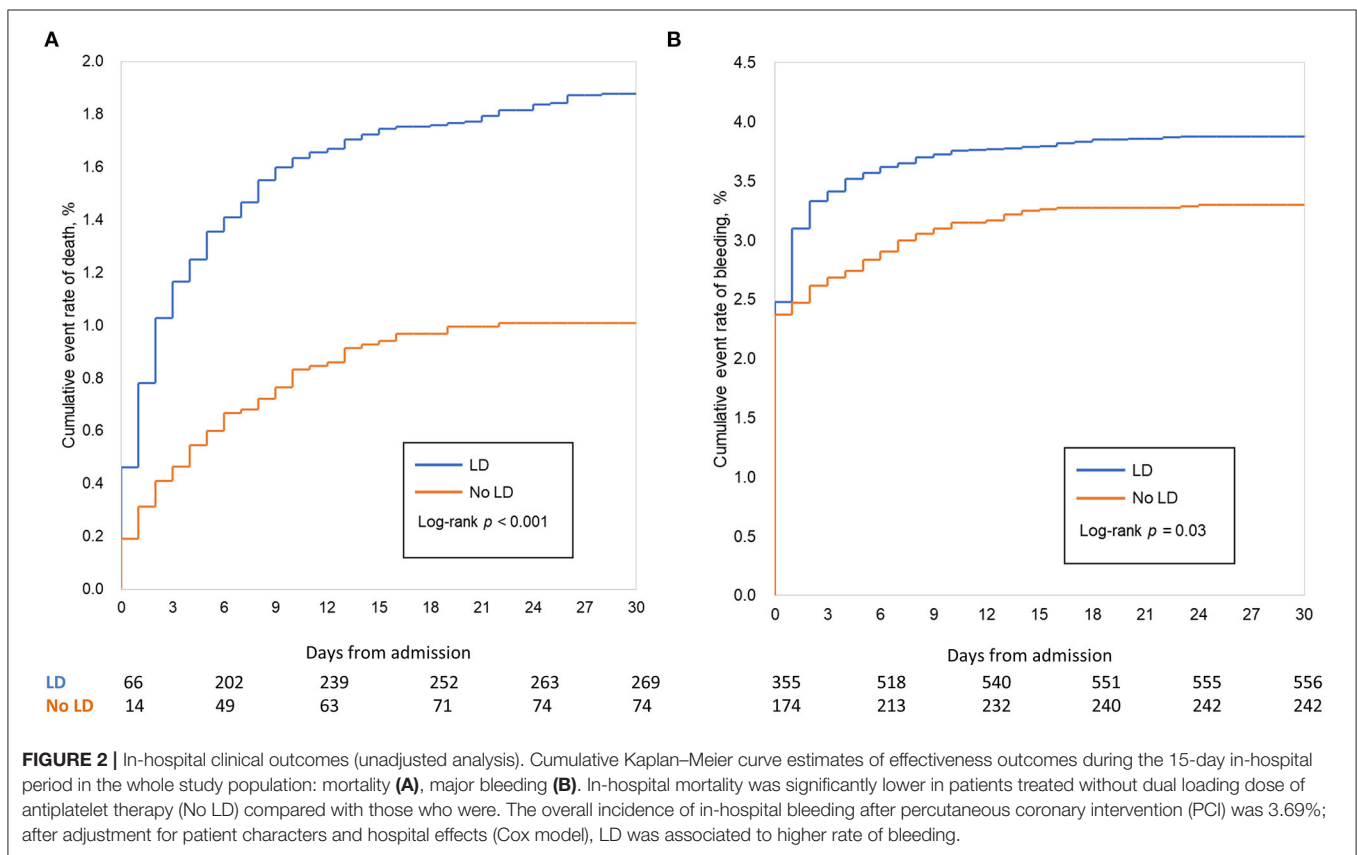 A
Cumulative event rate of death, %
2.0
1.8
1.6
1.4
1.2
1.0
0.8
0.6
0.4
0.2
0.0
0 3 6 9 12 15 18 21 24 27 30
LD
No LD
Log-rank p < 0.001
Days from admission
B
Cumulative event rate of bleeding, %
4.5
4.0
3.5
3.0
2.5
2.0
1.5
1.0
0.5
0.0
0 3 6 9 12 15 18 21 24 27 30
LD
No LD
Log-rank p = 0.03
Days from admission
LD 66 202 239 252 263 269 355 518 540 551 555 556
No LD 14 49 63 71 74 74 174 213 232 240 242 242
FIGURE 2 | In-hospital clinical outcomes (unadjusted analysis). Cumulative Kaplan–Meier curve estimates of effectiveness outcomes during the 15-day in-hospital
period in the whole study population: mortality (A), major bleeding (B). In-hospital mortality was significantly lower in patients treated without dual loading dose of
antiplatelet therapy (No LD) compared with those who were. The overall incidence of in-hospital bleeding after percutaneous coronary intervention (PCI) was 3.69%;
after adjustment for patient characters and hospital effects (Cox model), LD was associated to higher rate of bleeding.